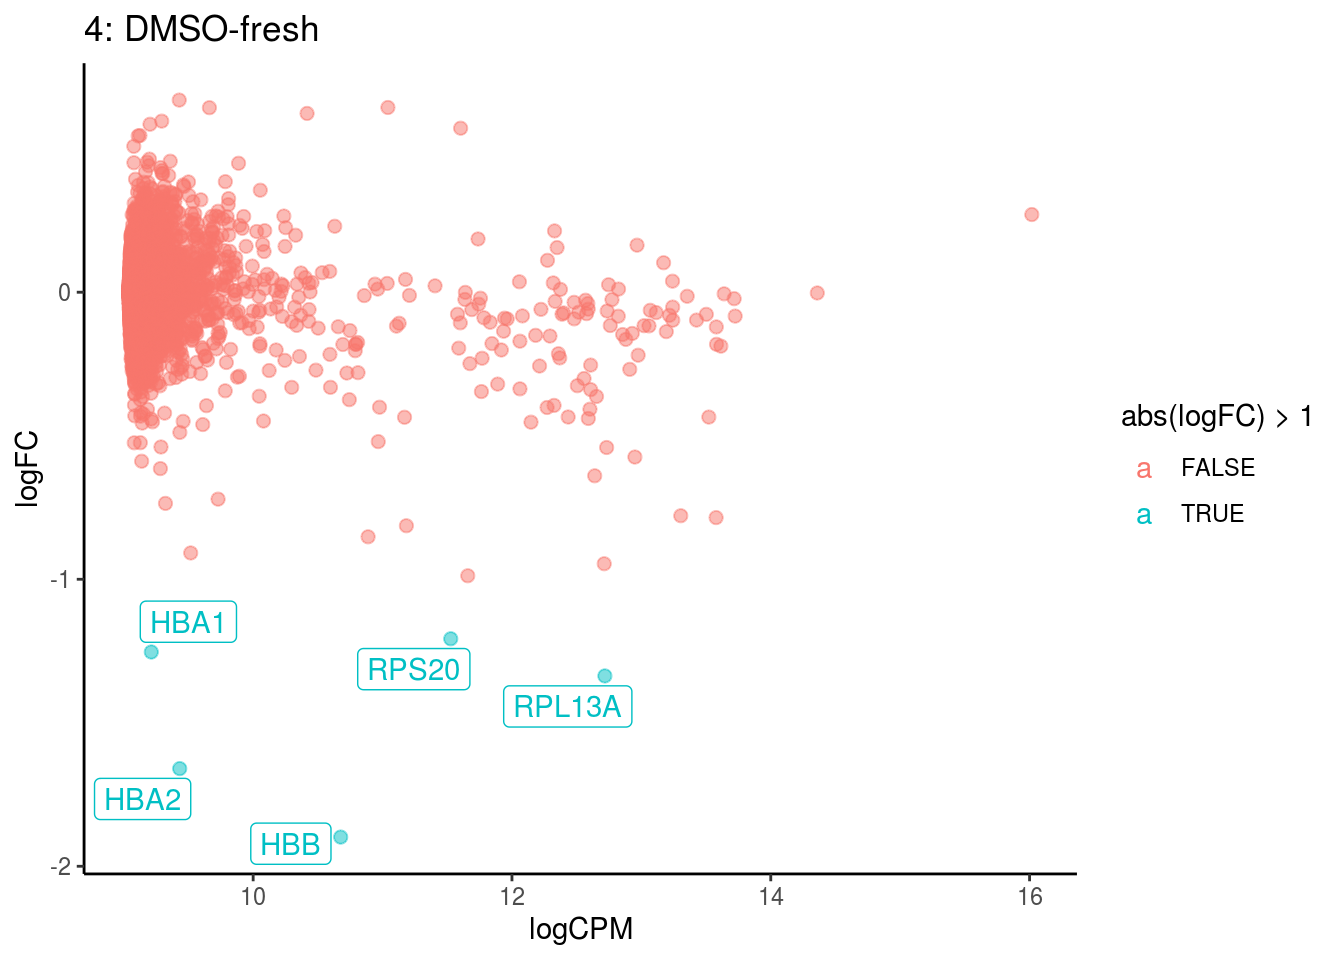 4: DMSO-fresh
logFC
0
-1
-2
HBA1
RPS20
RPL13A
HBA2
HBB
10
12
14
16
logCPM
abs(logFC) > 1
a FALSE
a TRUE